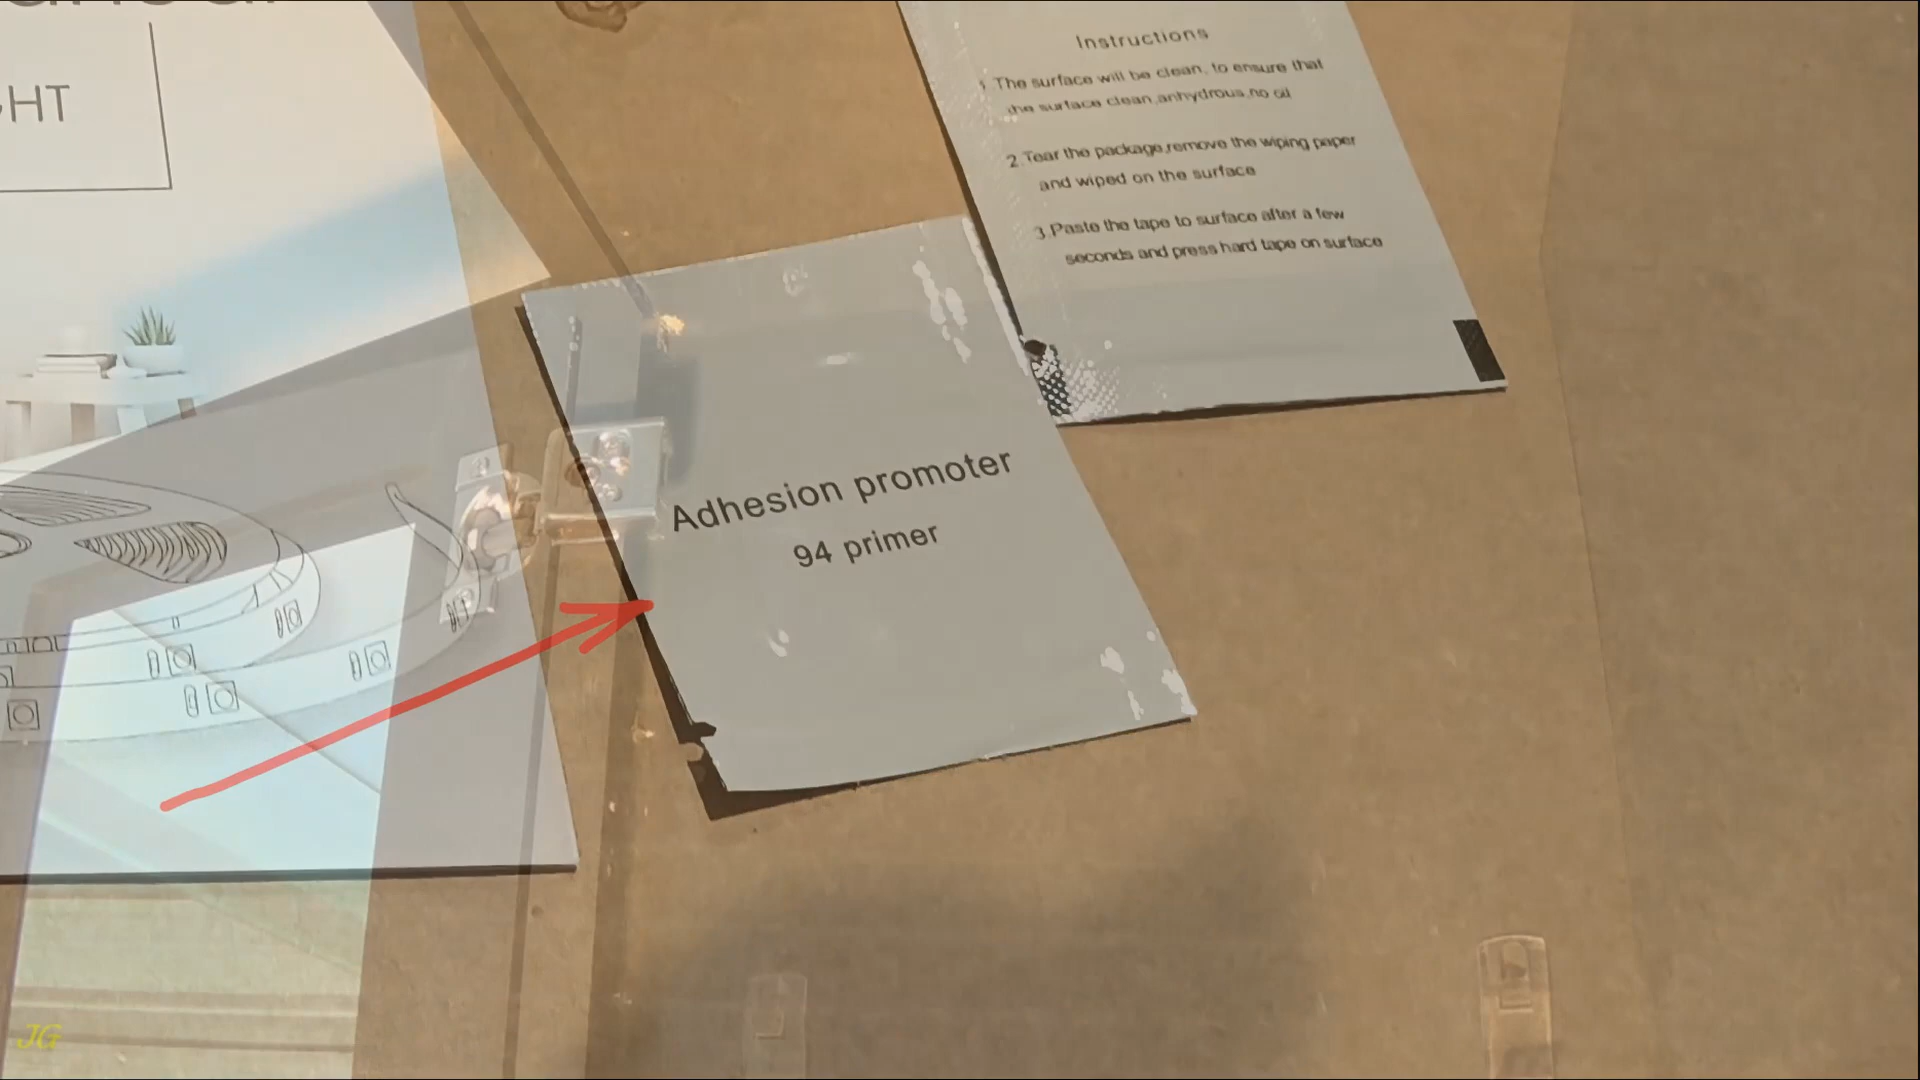 GHT
Instructions
1. The surface will be clean, to ensure that
the surface clean,anhydrous,no oil
2.Tear the package,remove the wiping paper
and wiped on the surface
3.Paste the tape to surface after a few
seconds and press hard tape on surface
Adhesion promoter
94 primer
JG